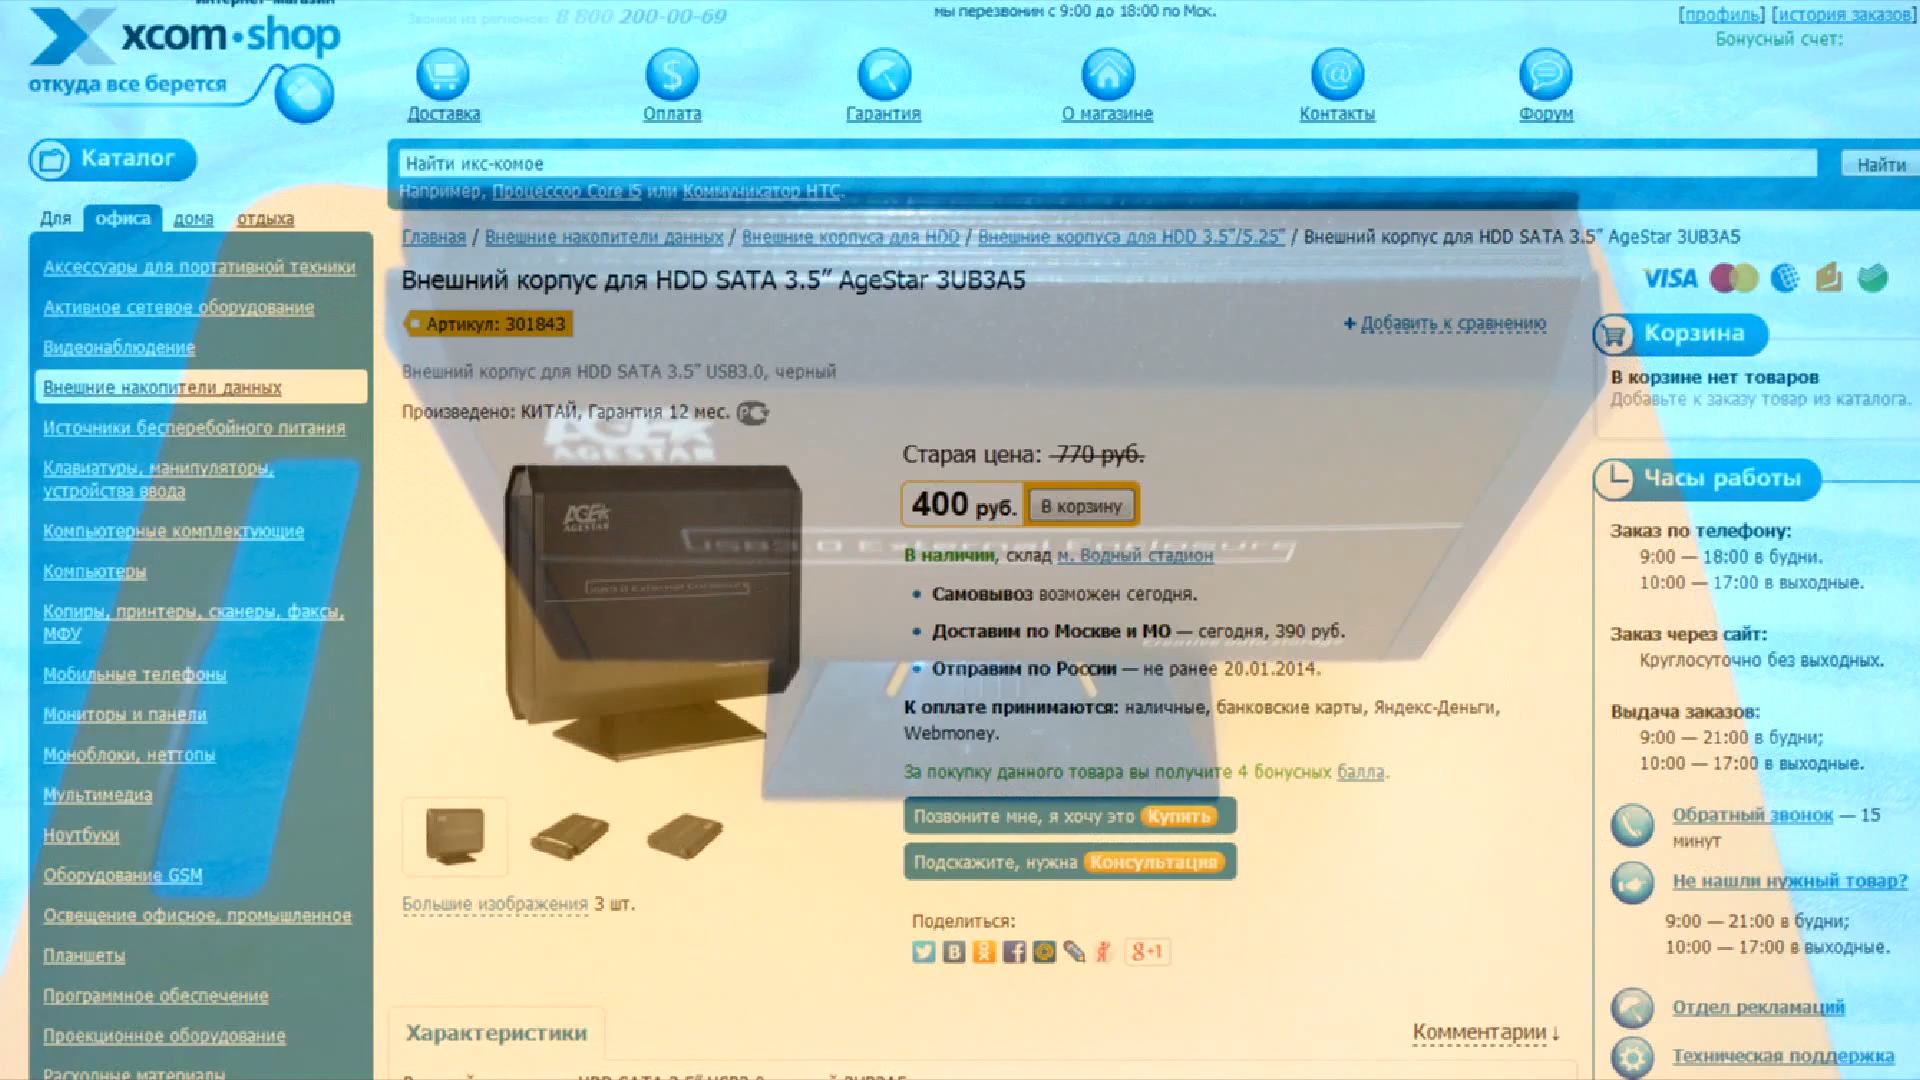 интернет-магазин
xcom·shop
откуда все берется
Звонки из регионов: 8 800 200-00-69
мы перезвоним с 9:00 до 18:00 по Мск.
[профиль] [история заказов]
Бонусный счет:
Доставка
Оплата
Гарантия
О магазине
Контакты
Форум
Каталог
Найти икс-комое
Найти
Например, Процессор Core i5 или Коммуникатор HTC.
Для офиса дома отдыха
Аксессуары для портативной техники
Активное сетевое оборудование
Видеонаблюдение
Внешние накопители данных
Источники бесперебойного питания
Клавиатуры, манипуляторы,
устройства ввода
Компьютерные комплектующие
Компьютеры
Копиры, принтеры, сканеры, факсы,
МФУ
Мобильные телефоны
Мониторы и панели
Моноблоки, неттопы
Мультимедиа
Ноутбуки
Оборудование GSM
Освещение офисное, промышленное
Планшеты
Программное обеспечение
Проекционное оборудование
Расходные материалы
Главная / Внешние накопители данных / Внешние корпуса для HDD / Внешние корпуса для HDD 3.5"/5.25" / Внешний корпус для HDD SATA 3.5" AgeStar 3UB3A5
Внешний корпус для HDD SATA 3.5" AgeStar 3UB3A5
Артикул: 301843
+ Добавить к сравнению
Внешний корпус для HDD SATA 3.5" USB3.0, черный
Произведено: КИТАЙ, Гарантия 12 мес.
AGESTAR
AGESTAR
USB3.0 External Enclosure
USB3.0 External Enclosure
Старая цена: 770 руб.
400 руб. В корзину
В наличии, склад м. Водный стадион
• Самовывоз возможен сегодня.
• Доставим по Москве и МО — сегодня, 390 руб.
• Отправим по России — не ранее 20.01.2014.
К оплате принимаются: наличные, банковские карты, Яндекс-Деньги,
Webmoney.
За покупку данного товара вы получите 4 бонусных балла.
Позвоните мне, я хочу это Купить
Подскажите, нужна Консультация
Поделиться:
g+1
Большие изображения 3 шт.
Характеристики
Комментарии ↓
VISA
Корзина
В корзине нет товаров
Добавьте к заказу товар из каталога.
Часы работы
Заказ по телефону:
9:00 — 18:00 в будни.
10:00 — 17:00 в выходные.
Заказ через сайт:
Круглосуточно без выходных.
Выдача заказов:
9:00 — 21:00 в будни;
10:00 — 17:00 в выходные.
Обратный звонок — 15
минут
Не нашли нужный товар?
9:00 — 21:00 в будни;
10:00 — 17:00 в выходные.
Отдел рекламаций
Техническая поддержка